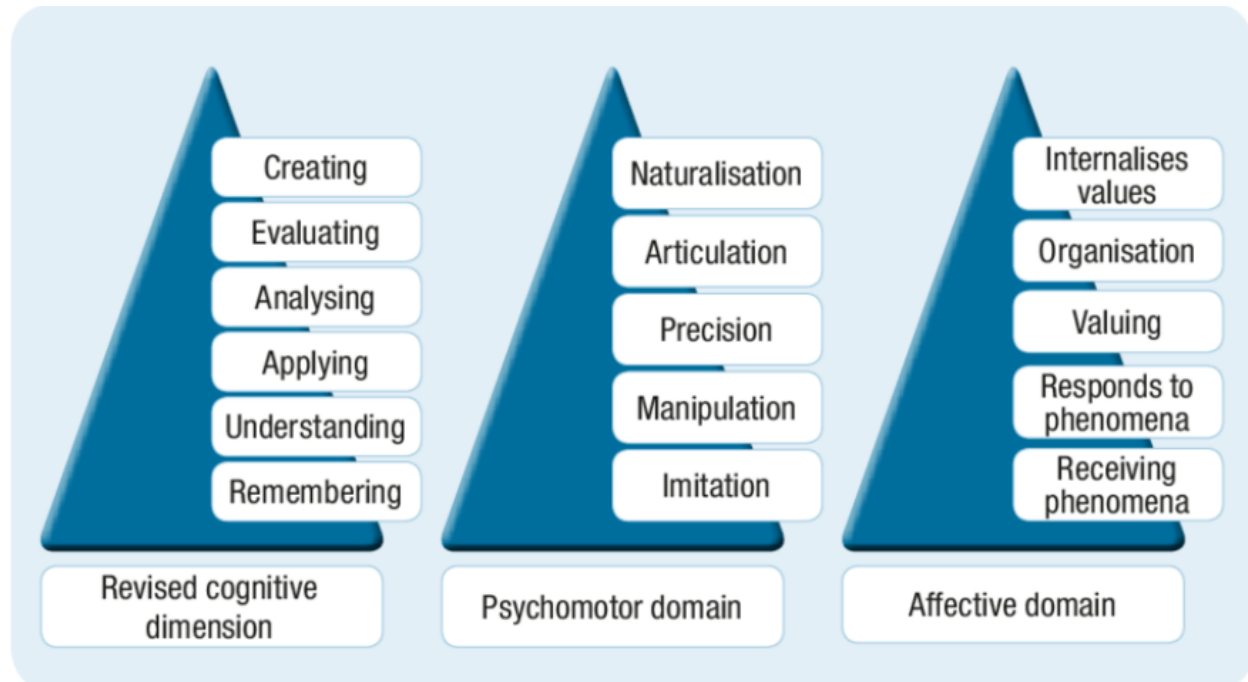 Creating
Evaluating
Analysing
Applying
Understanding
Remembering
Revised cognitive
dimension
Naturalisation
Articulation
Precision
Manipulation
Imitation
Psychomotor domain
Internalises
values
Organisation
Valuing
Responds to
phenomena
Receiving
phenomena
Affective domain